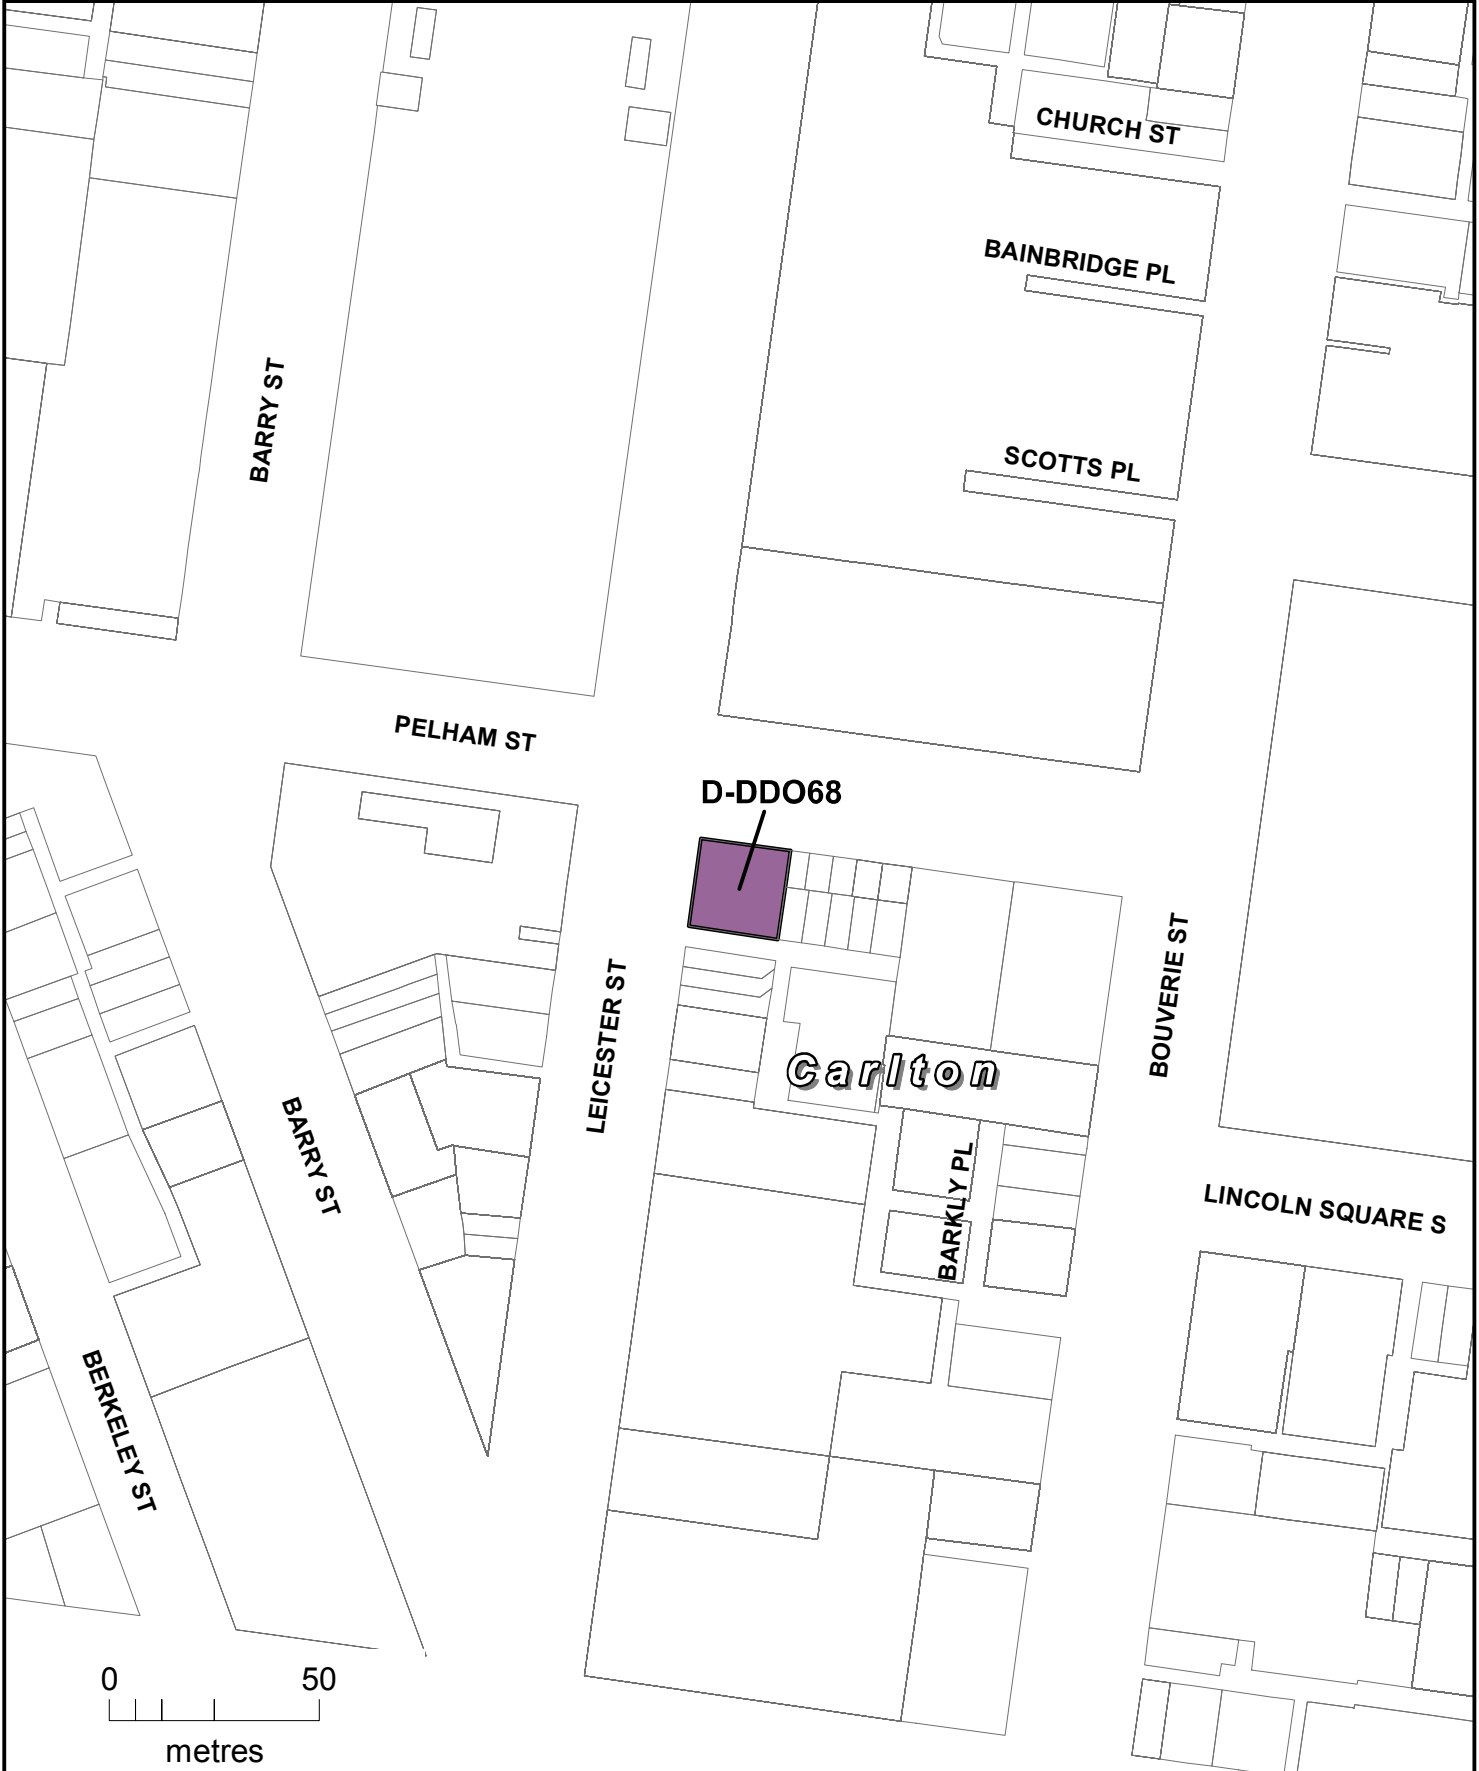 CHURCH ST
BAINBRIDGE PL
BARRY ST
SCOTTS PL
PELHAM ST
D-DDO68
BOUVERIE ST
LEICESTER ST
Carlton
BARRY ST
BARKLY PL
LINCOLN SQUARE S
BERKELEY ST
0 50
metres